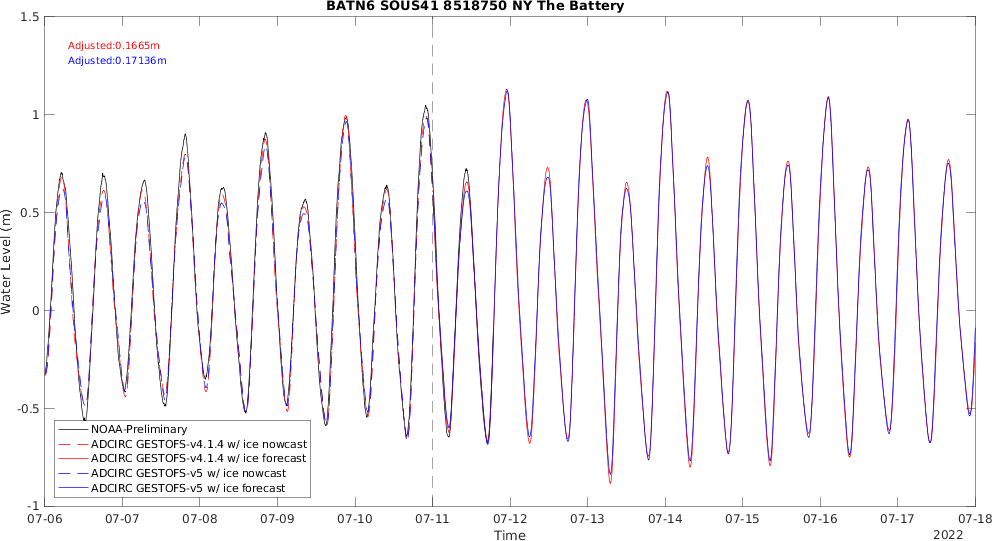 BATN6 SOUS41 8518750 NY The Battery
1.5
Adjusted:0.1665m
Adjusted:0.17136m
1
0.5
Water Level (m)
0
-0.5
NOAA-Preliminary
ADCIRC GESTOFS-v4.1.4 w/ ice nowcast
ADCIRC GESTOFS-v4.1.4 w/ ice forecast
ADCIRC GESTOFS-v5 w/ ice nowcast
ADCIRC GESTOFS-v5 w/ ice forecast
-1
07-06 07-07 07-08 07-09 07-10 07-11 07-12 07-13 07-14 07-15 07-16 07-17 07-18
Time
2022